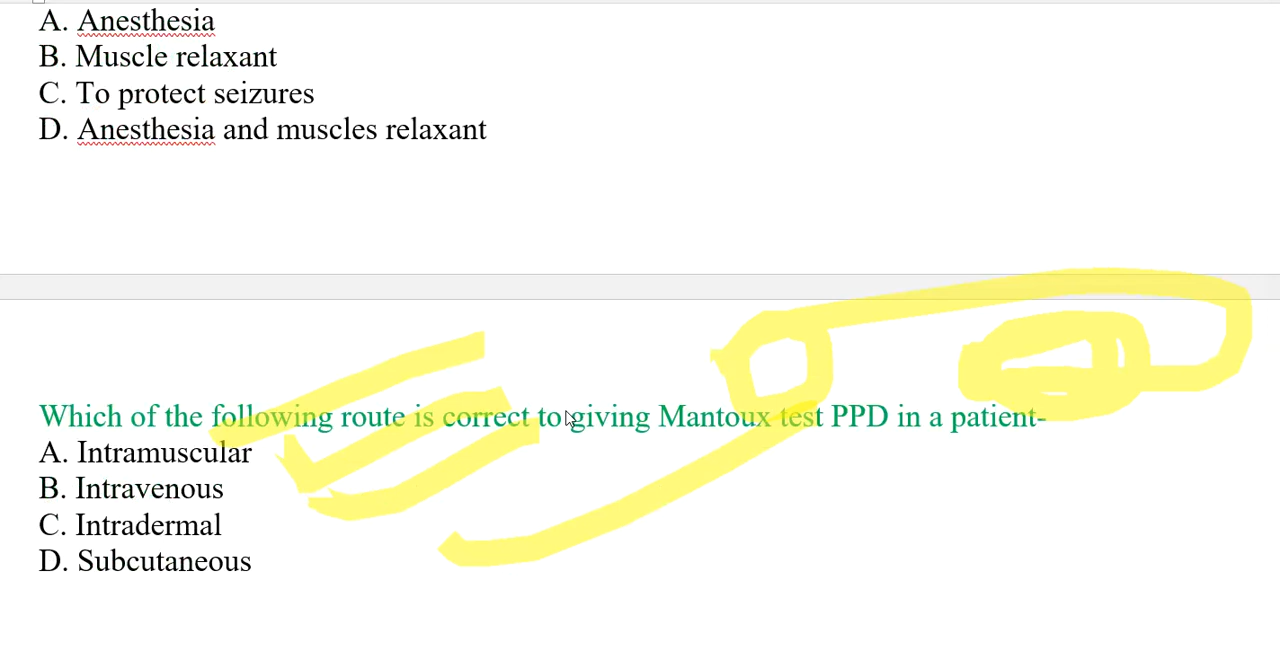 A. Anesthesia
B. Muscle relaxant
C. To protect seizures
D. Anesthesia and muscles relaxant
Which of the following route is correct to giving Mantoux test PPD in a patient-
A. Intramuscular
B. Intravenous
C. Intradermal
D. Subcutaneous